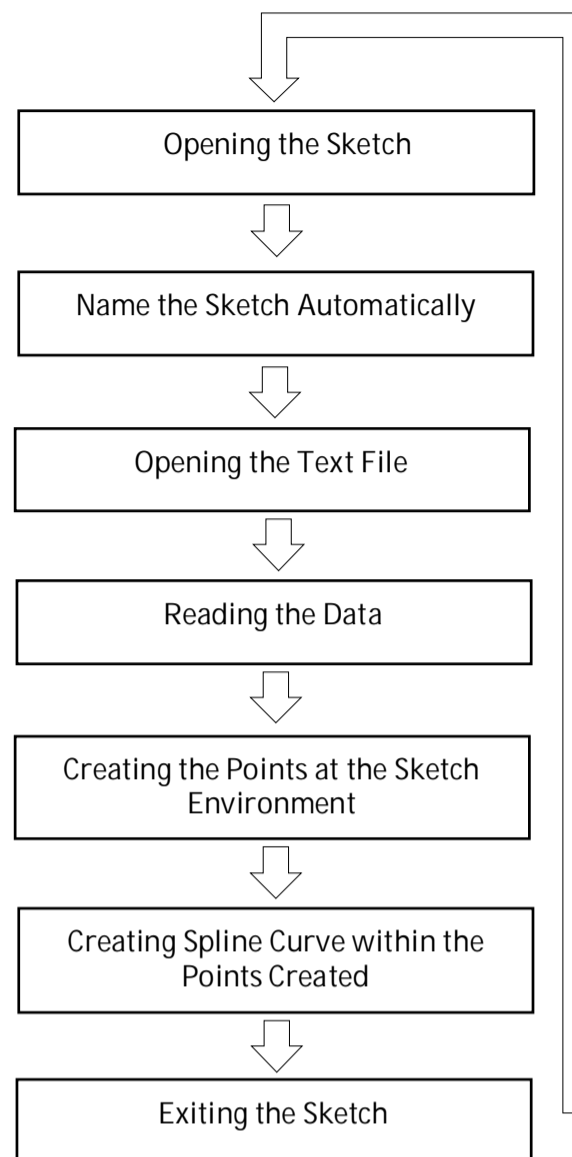 Opening the Sketch
Name the Sketch Automatically
Opening the Text File
Reading the Data
Creating the Points at the Sketch
Environment
Creating Spline Curve within the
Points Created
Exiting the Sketch